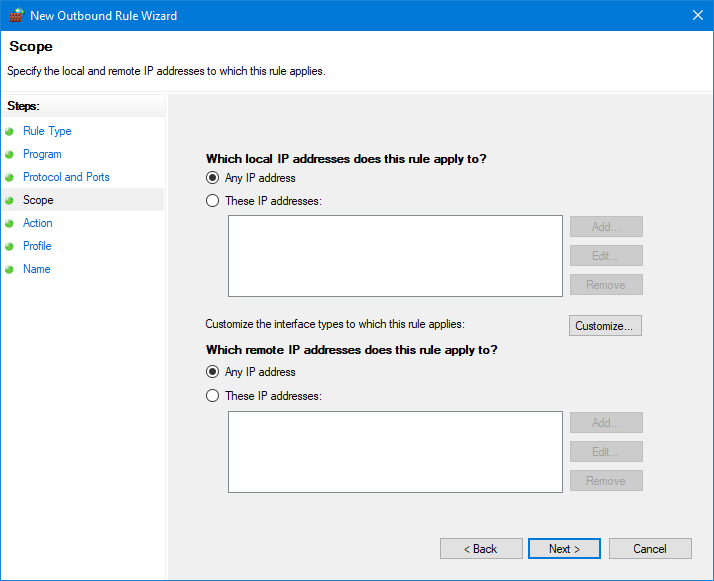 New Outbound Rule Wizard
Scope
Specify the local and remote IP addresses to which this rule applies.
Steps:
Rule Type
Program
Protocol and Ports
Scope
Action
Profile
Name
Which local IP addresses does this rule apply to?
Any IP address
These IP addresses:
Add...
Edit...
Remove
Customize the interface types to which this rule applies:
Customize...
Which remote IP addresses does this rule apply to?
Any IP address
These IP addresses:
Add...
Edit...
Remove
< Back
Next >
Cancel